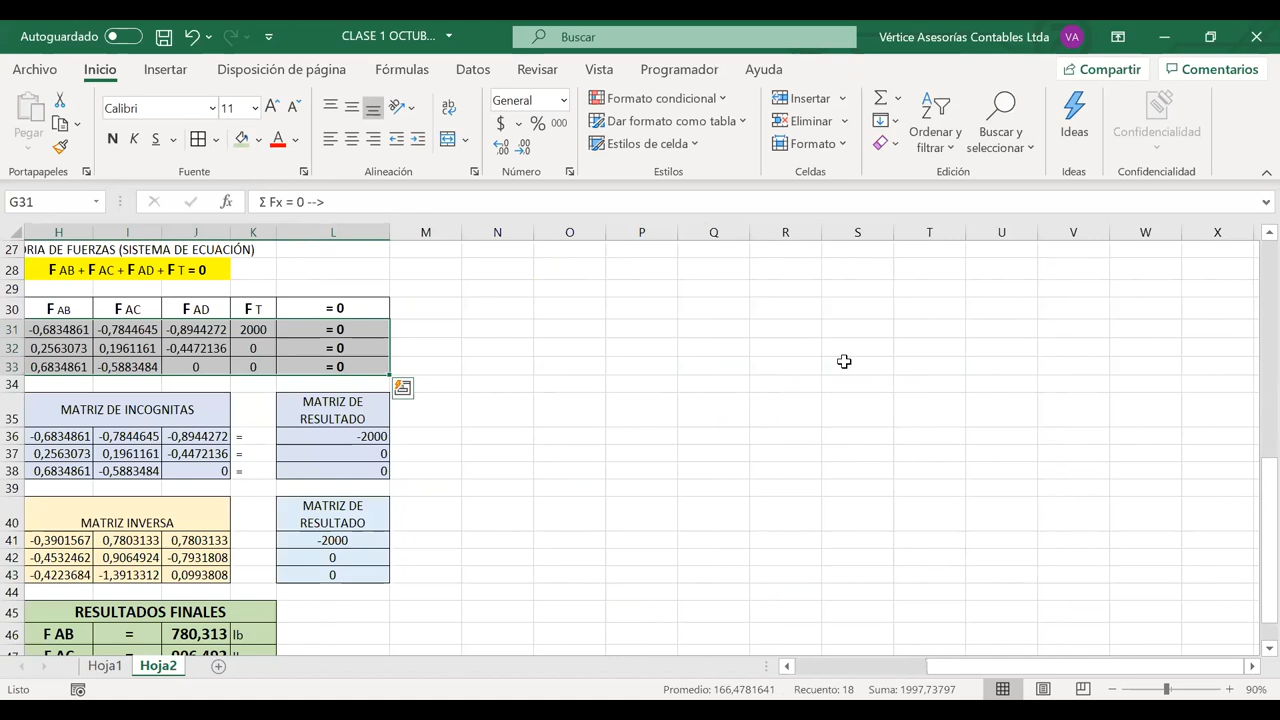 Autoguardado
CLASE 1 OCTUB...
Buscar
Vértice Asesorías Contables Ltda
VA
Archivo Inicio Insertar Disposición de página Fórmulas Datos Revisar Vista Programador Ayuda
Compartir
Comentarios
Pegar
Portapapeles
Calibri
11
N K S
Fuente
Alineación
General
$ % 000
Número
Formato condicional
Dar formato como tabla
Estilos de celda
Estilos
Insertar
Eliminar
Formato
Celdas
Ordenar y filtrar
Buscar y seleccionar
Edición
Ideas
Ideas
Confidencialidad
Confidencialidad
G31
fx
Σ Fx = 0 -->
H I J K L M N O P Q R S T U V W X
27 RIA DE FUERZAS (SISTEMA DE ECUACIÓN)
28 F AB + F AC + F AD + F T = 0
29
30 F AB F AC F AD F T = 0
31 -0,6834861 -0,7844645 -0,8944272 2000 = 0
32 0,2563073 0,1961161 -0,4472136 0 = 0
33 0,6834861 -0,5883484 0 0 = 0
34
35 MATRIZ DE INCOGNITAS MATRIZ DE RESULTADO
36 -0,6834861 -0,7844645 -0,8944272 = -2000
37 0,2563073 0,1961161 -0,4472136 = 0
38 0,6834861 -0,5883484 0 = 0
39
40 MATRIZ INVERSA MATRIZ DE RESULTADO
41 -0,3901567 0,7803133 0,7803133 -2000
42 -0,4532462 0,9064924 -0,7931808 0
43 -0,4223684 -1,3913312 0,0993808 0
44
45 RESULTADOS FINALES
46 F AB = 780,313 lb
Hoja1 Hoja2
Listo
Promedio: 166,4781641 Recuento: 18 Suma: 1997,73797
90%